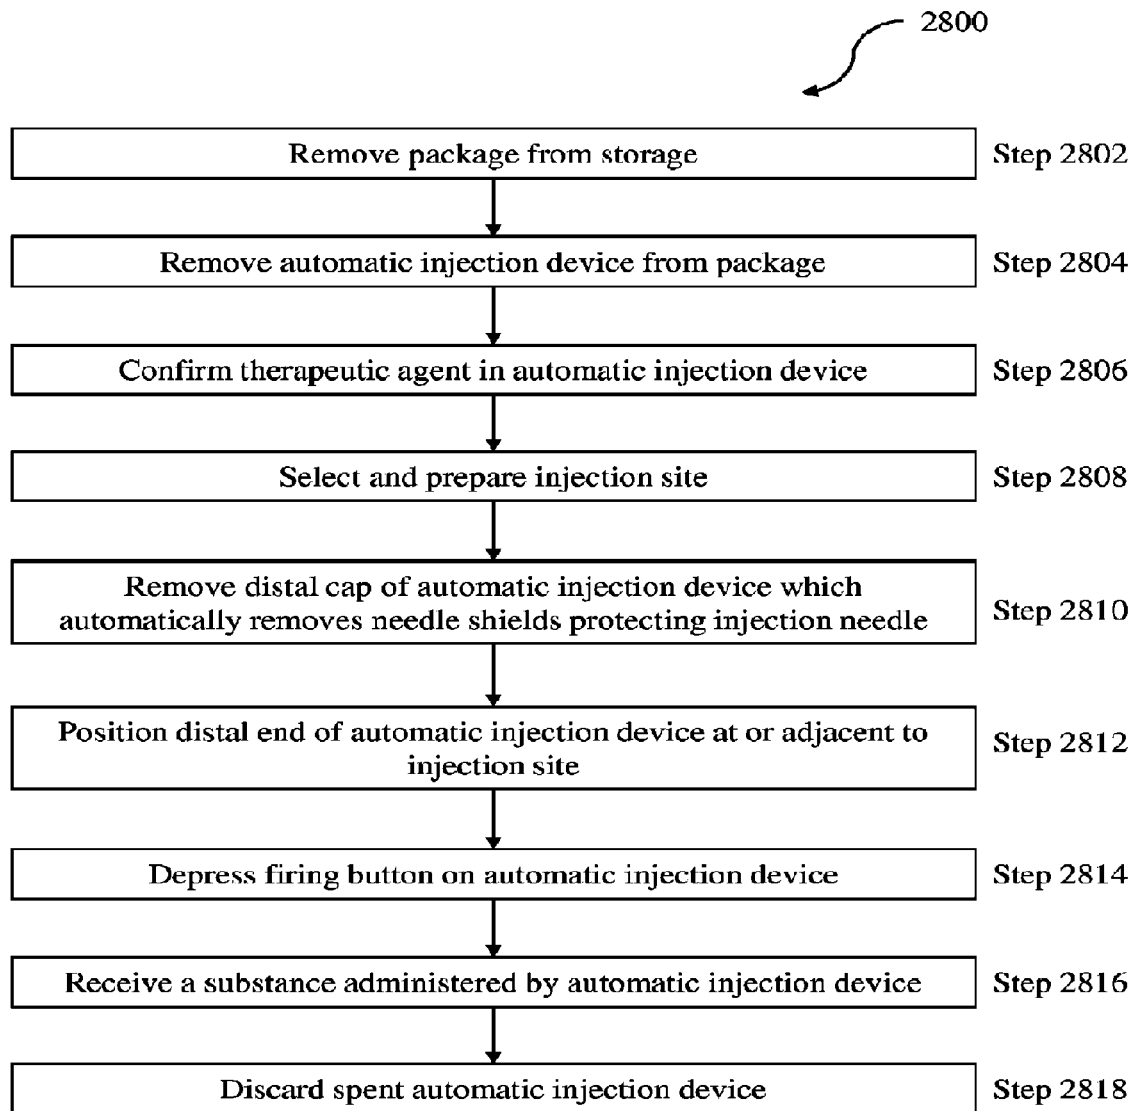 2800
Remove package from storage
Step 2802
Remove automatic injection device from package
Step 2804
Confirm therapeutic agent in automatic injection device
Step 2806
Select and prepare injection site
Step 2808
Remove distal cap of automatic injection device which
automatically removes needle shields protecting injection needle
Step 2810
Position distal end of automatic injection device at or adjacent to
injection site
Step 2812
Depress firing button on automatic injection device
Step 2814
Receive a substance administered by automatic injection device
Step 2816
Discard spent automatic injection device
Step 2818